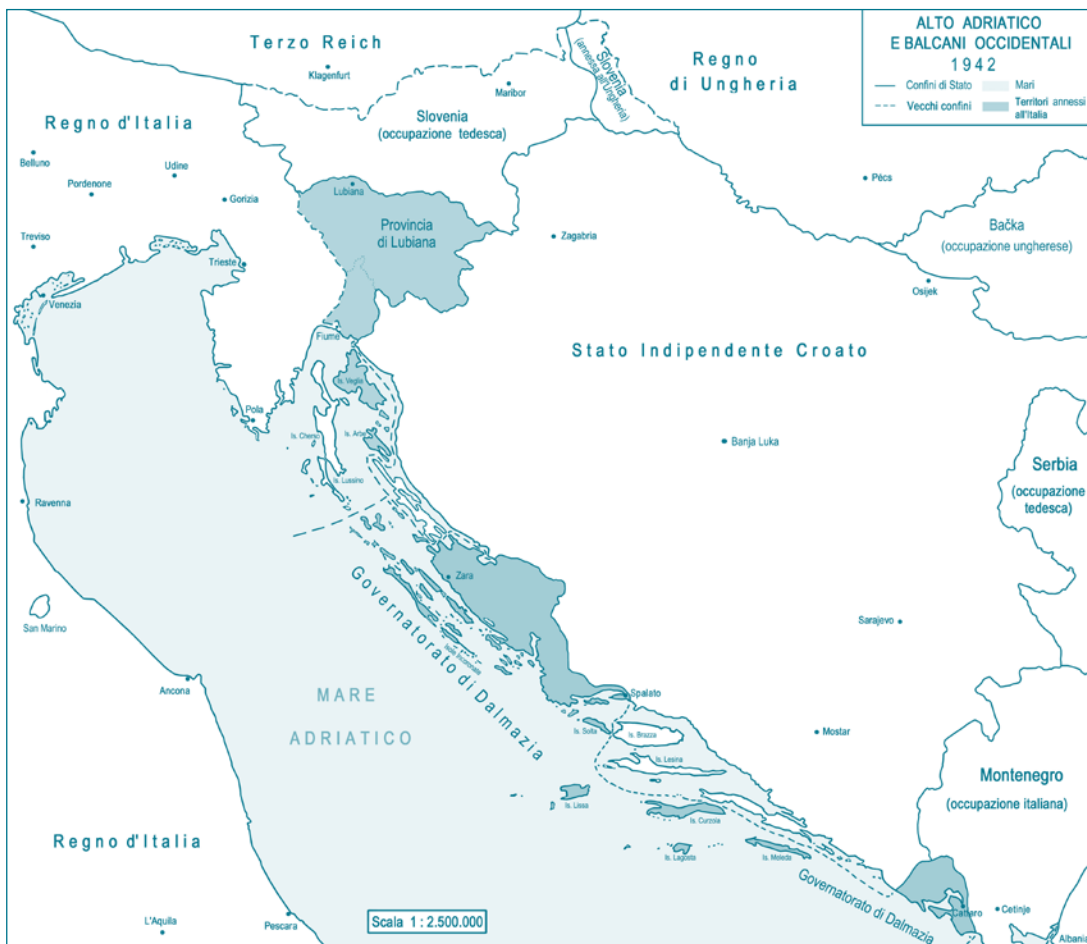 ALTO ADRIATICO
E BALCANI OCCIDENTALI
1942
Confini di Stato
Mari
Vecchi confini
Territori annessi
all'Italia
Terzo Reich
Klagenfurt
Maribor
Slovenia
(annessa all'Ungheria)
Regno
di Ungheria
Slovenia
(occupazione tedesca)
Regno d'Italia
Belluno
Udine
Pordenone
Gorizia
Lubiana
Pécs
Provincia
di Lubiana
Treviso
Trieste
Zagabria
Bačka
(occupazione ungherese)
Venezia
Osijek
Fiume
Stato Indipendente Croato
Is. Veglia
Pola
Is. Cherso
Is. Arbe
Banja Luka
Serbia
(occupazione
tedesca)
Is. Lussino
Ravenna
Zara
San Marino
Governatorato di Dalmazia
Isole Incoronate
Sarajevo
Ancona
MARE
ADRIATICO
Spalato
Is. Solta
Is. Brazza
Mostar
Is. Lesina
Montenegro
(occupazione italiana)
Is. Lissa
Is. Curzola
Regno d'Italia
Is. Lagosta
Is. Meleda
Governatorato di Dalmazia
Cattaro
Cetinje
L'Aquila
Pescara
Scala 1 : 2.500.000
Albania